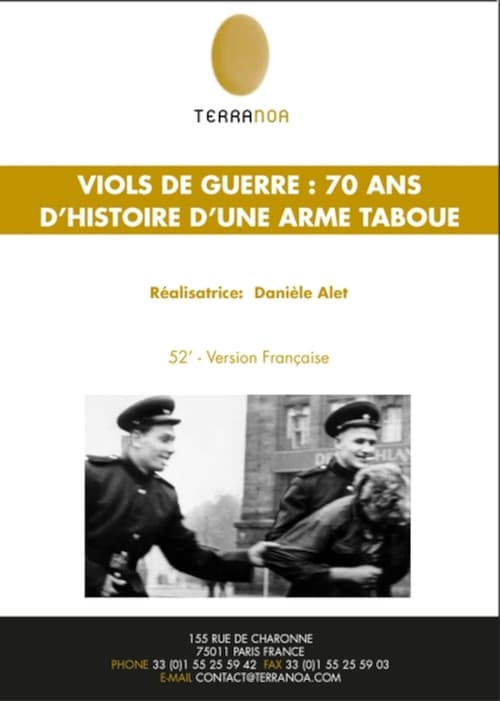 TERRANOA
VIOLS DE GUERRE : 70 ANS
D’HISTOIRE D’UNE ARME TABOUE
Réalisatrice: Danièle Alet
52’ - Version Française
155 RUE DE CHARONNE
75011 PARIS FRANCE
PHONE 33 (0)1 55 25 59 42 FAX 33 (0)1 55 25 59 03
E-MAIL CONTACT@TERRANOA.COM